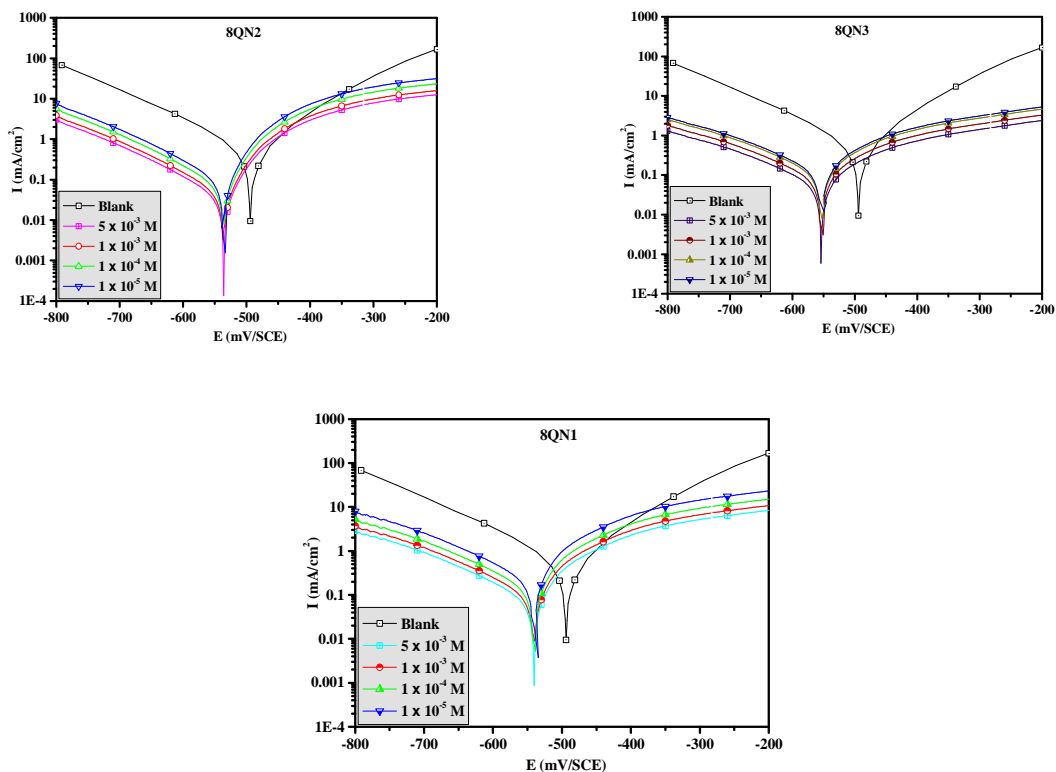 8QN2
1000
100
10
1
0.1
0.01
0.001
1E-4
I (mA/cm²)
Blank
5 x 10⁻³ M
1 x 10⁻³ M
1 x 10⁻⁴ M
1 x 10⁻⁵ M
-800 -700 -600 -500 -400 -300 -200
E (mV/SCE)
8QN3
1000
100
10
1
0.1
0.01
0.001
1E-4
I (mA/cm²)
Blank
5 x 10⁻³ M
1 x 10⁻³ M
1 x 10⁻⁴ M
1 x 10⁻⁵ M
-800 -700 -600 -500 -400 -300 -200
E (mV/SCE)
8QN1
1000
100
10
1
0.1
0.01
0.001
1E-4
I (mA/cm²)
Blank
5 x 10⁻³ M
1 x 10⁻³ M
1 x 10⁻⁴ M
1 x 10⁻⁵ M
-800 -700 -600 -500 -400 -300 -200
E (mV/SCE)